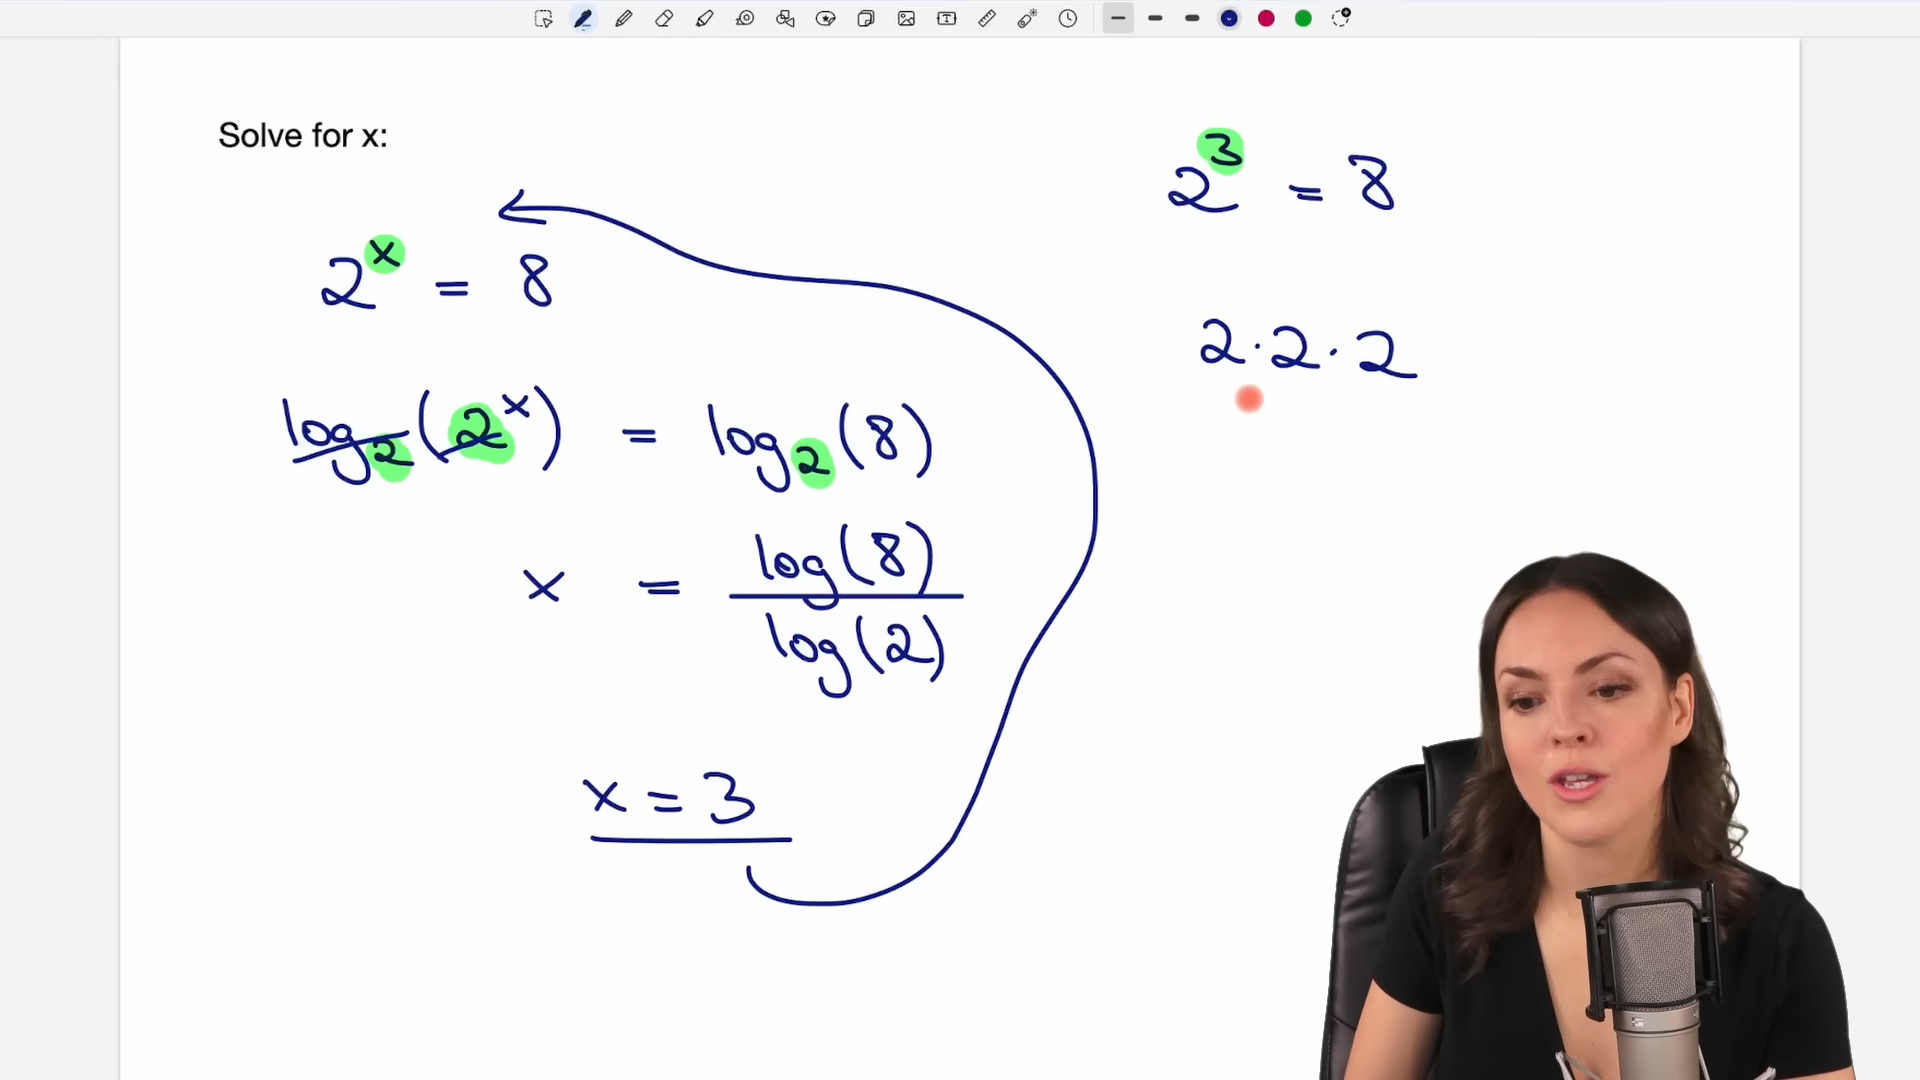 Solve for x:
2^x = 8
log₂(2^x) = log₂(8)
x = log(8) / log(2)
x = 3
2³ = 8
2·2·2